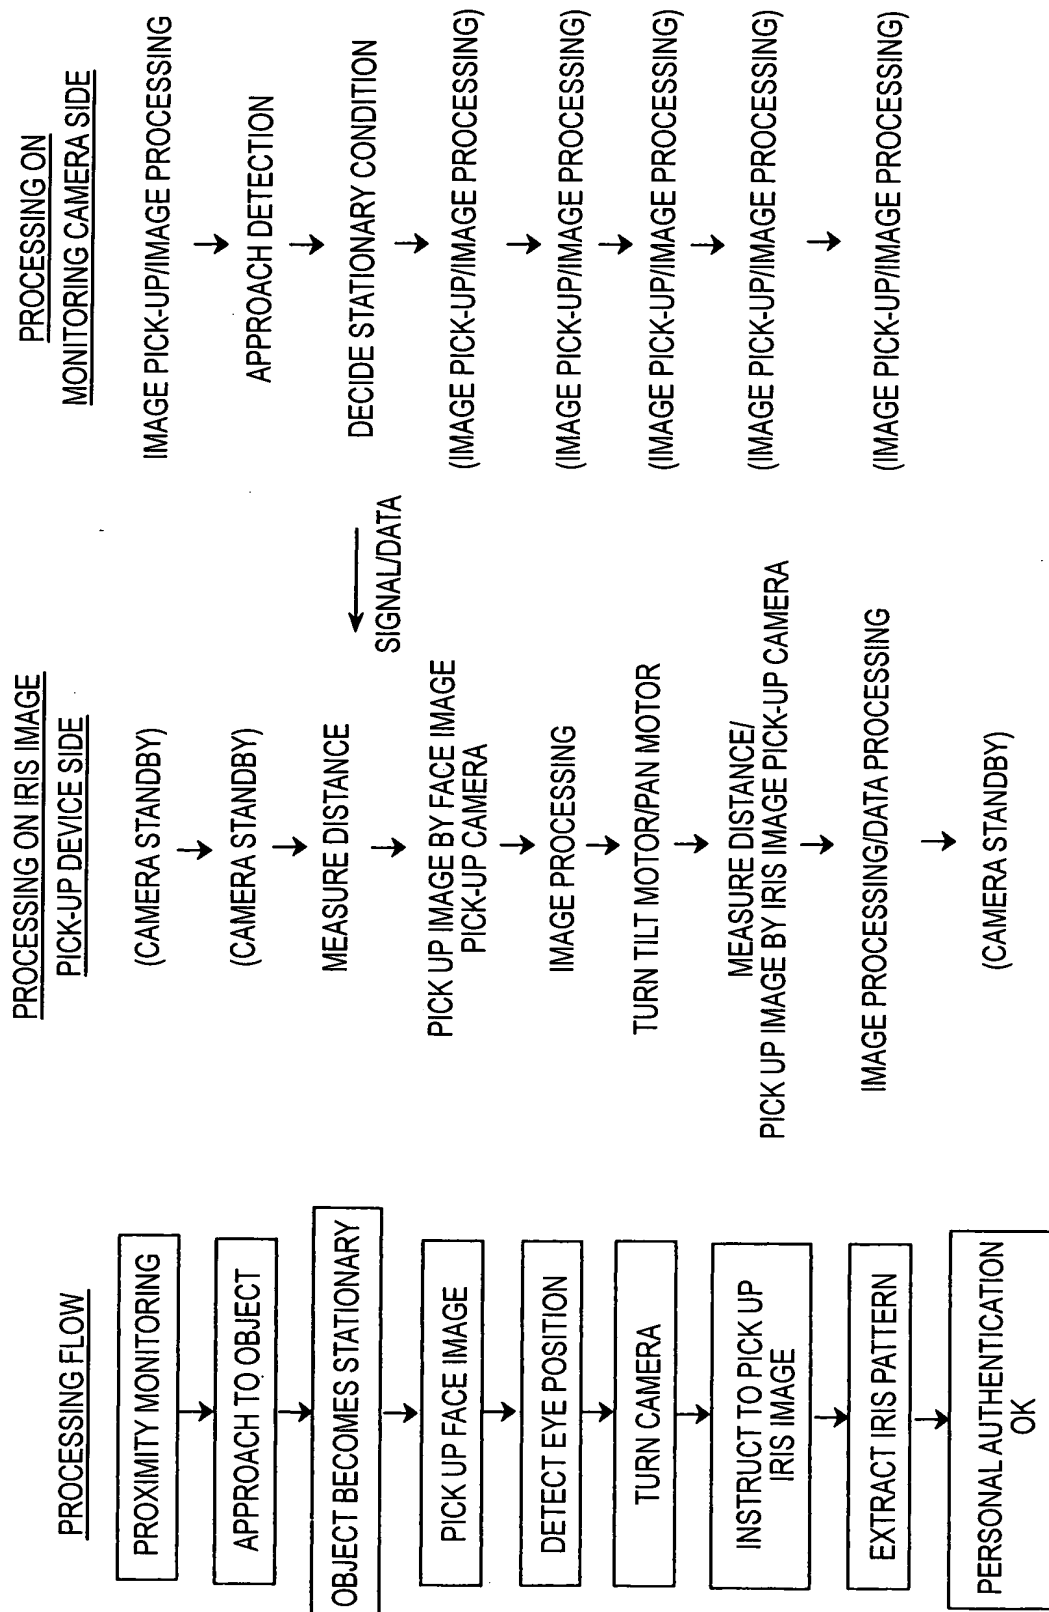 PROCESSING FLOW
PROXIMITY MONITORING
APPROACH TO OBJECT
OBJECT BECOMES STATIONARY
PICK UP FACE IMAGE
DETECT EYE POSITION
TURN CAMERA
INSTRUCT TO PICK UP
IRIS IMAGE
EXTRACT IRIS PATTERN
PERSONAL AUTHENTICATION
OK
PROCESSING ON IRIS IMAGE
PICK-UP DEVICE SIDE
(CAMERA STANDBY)
(CAMERA STANDBY)
MEASURE DISTANCE
PICK UP IMAGE BY FACE IMAGE
PICK-UP CAMERA
IMAGE PROCESSING
TURN TILT MOTOR/PAN MOTOR
MEASURE DISTANCE/
PICK UP IMAGE BY IRIS IMAGE PICK-UP CAMERA
IMAGE PROCESSING/DATA PROCESSING
(CAMERA STANDBY)
SIGNAL/DATA
PROCESSING ON
MONITORING CAMERA SIDE
IMAGE PICK-UP/IMAGE PROCESSING
APPROACH DETECTION
DECIDE STATIONARY CONDITION
(IMAGE PICK-UP/IMAGE PROCESSING)
(IMAGE PICK-UP/IMAGE PROCESSING)
(IMAGE PICK-UP/IMAGE PROCESSING)
(IMAGE PICK-UP/IMAGE PROCESSING)
(IMAGE PICK-UP/IMAGE PROCESSING)